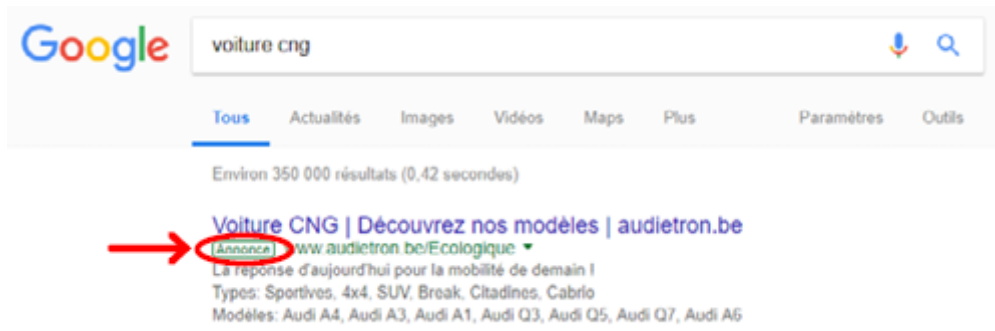 Google
voiture cng
Tous Actualités Images Vidéos Maps Plus Paramètres Outils
Environ 350 000 résultats (0,42 secondes)
Voiture CNG | Découvrez nos modèles | audietron.be
Annonce www.audietron.be/Ecologique
La réponse d'aujourd'hui pour la mobilité de demain !
Types: Sportives, 4x4, SUV, Break, Citadines, Cabrio
Modèles: Audi A4, Audi A3, Audi A1, Audi Q3, Audi Q5, Audi Q7, Audi A6